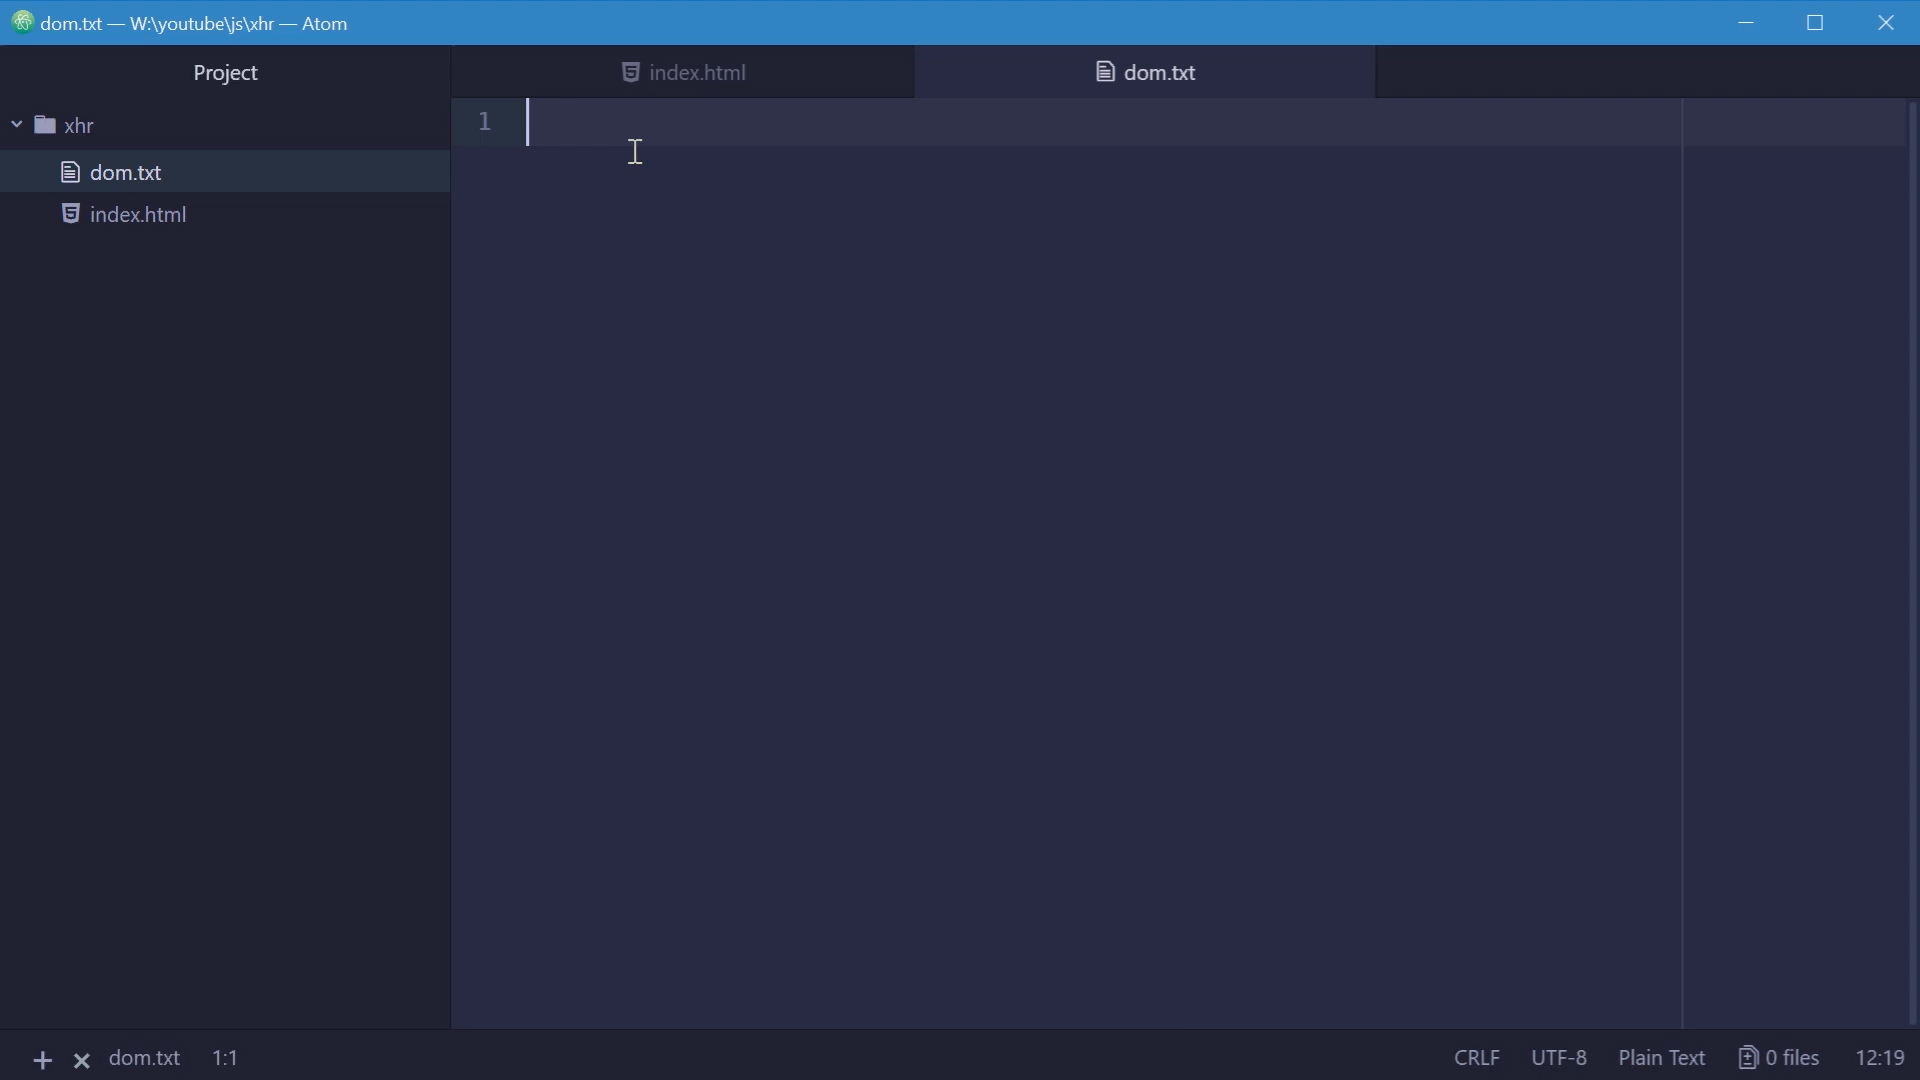 dom.txt — W:\youtube\js\xhr — Atom
Project
index.html
dom.txt
xhr
dom.txt
index.html
1
dom.txt 1:1
CRLF UTF-8 Plain Text 0 files 12:19